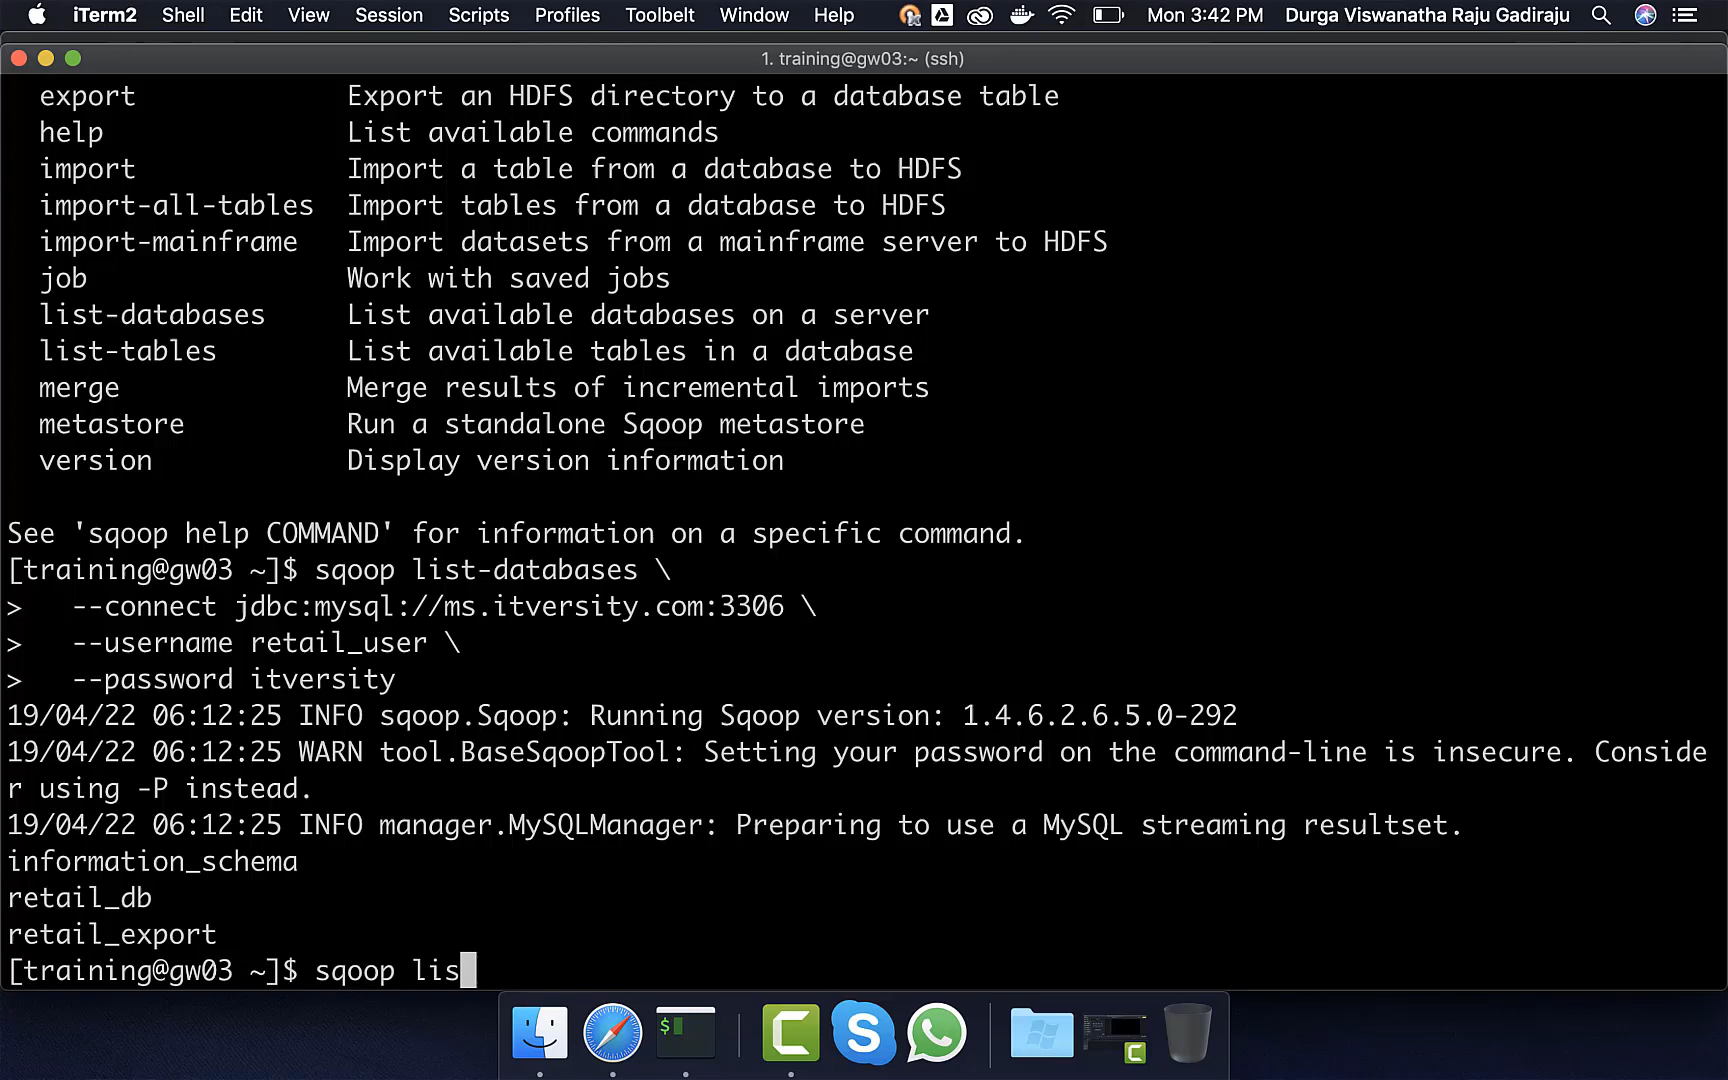 iTerm2 Shell Edit View Session Scripts Profiles Toolbelt Window Help Mon 3:42 PM Durga Viswanatha Raju Gadiraju
1. training@gw03:~ (ssh)
export Export an HDFS directory to a database table
help List available commands
import Import a table from a database to HDFS
import-all-tables Import tables from a database to HDFS
import-mainframe Import datasets from a mainframe server to HDFS
job Work with saved jobs
list-databases List available databases on a server
list-tables List available tables in a database
merge Merge results of incremental imports
metastore Run a standalone Sqoop metastore
version Display version information
See 'sqoop help COMMAND' for information on a specific command.
[training@gw03 ~]$ sqoop list-databases \
> --connect jdbc:mysql://ms.itversity.com:3306 \
> --username retail_user \
> --password itversity
19/04/22 06:12:25 INFO sqoop.Sqoop: Running Sqoop version: 1.4.6.2.6.5.0-292
19/04/22 06:12:25 WARN tool.BaseSqoopTool: Setting your password on the command-line is insecure. Conside
r using -P instead.
19/04/22 06:12:25 INFO manager.MySQLManager: Preparing to use a MySQL streaming resultset.
information_schema
retail_db
retail_export
[training@gw03 ~]$ sqoop lis